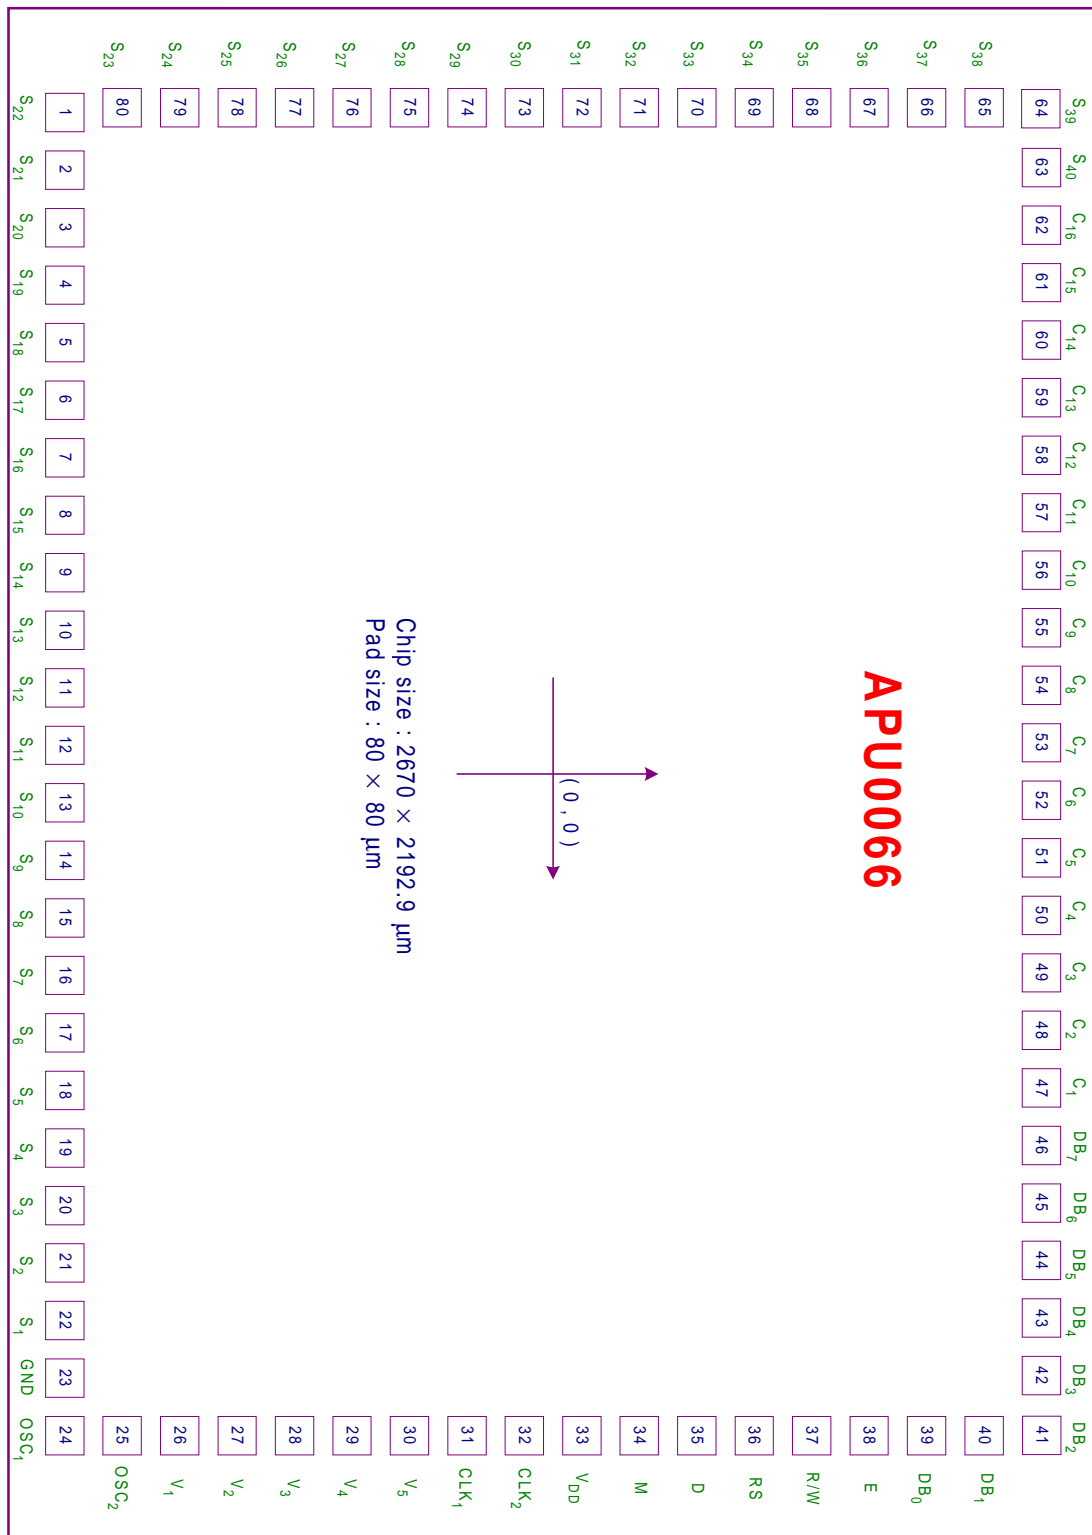 S₂₃ S₂₄ S₂₅ S₂₆ S₂₇ S₂₈ S₂₉ S₃₀ S₃₁ S₃₂ S₃₃ S₃₄ S₃₅ S₃₆ S₃₇ S₃₈
80 79 78 77 76 75 74 73 72 71 70 69 68 67 66 65
S₂₂ 1
S₂₁ 2
S₂₀ 3
S₁₉ 4
S₁₈ 5
S₁₇ 6
S₁₆ 7
S₁₅ 8
S₁₄ 9
S₁₃ 10
S₁₂ 11
S₁₁ 12
S₁₀ 13
S₉ 14
S₈ 15
S₇ 16
S₆ 17
S₅ 18
S₄ 19
S₃ 20
S₂ 21
S₁ 22
GND 23
OSC₁ 24
64 S₃₉
63 S₄₀
62 C₁₆
61 C₁₅
60 C₁₄
59 C₁₃
58 C₁₂
57 C₁₁
56 C₁₀
55 C₉
54 C₈
53 C₇
52 C₆
51 C₅
50 C₄
49 C₃
48 C₂
47 C₁
46 DB₇
45 DB₆
44 DB₅
43 DB₄
42 DB₃
41 DB₂
APU0066
(0,0)
Chip size : 2670 × 2192.9 μm
Pad size : 80 × 80 μm
25 26 27 28 29 30 31 32 33 34 35 36 37 38 39 40
OSC₂ V₁ V₂ V₃ V₄ V₅ CLK₁ CLK₂ V_DD M D RS R/W E DB₀ DB₁